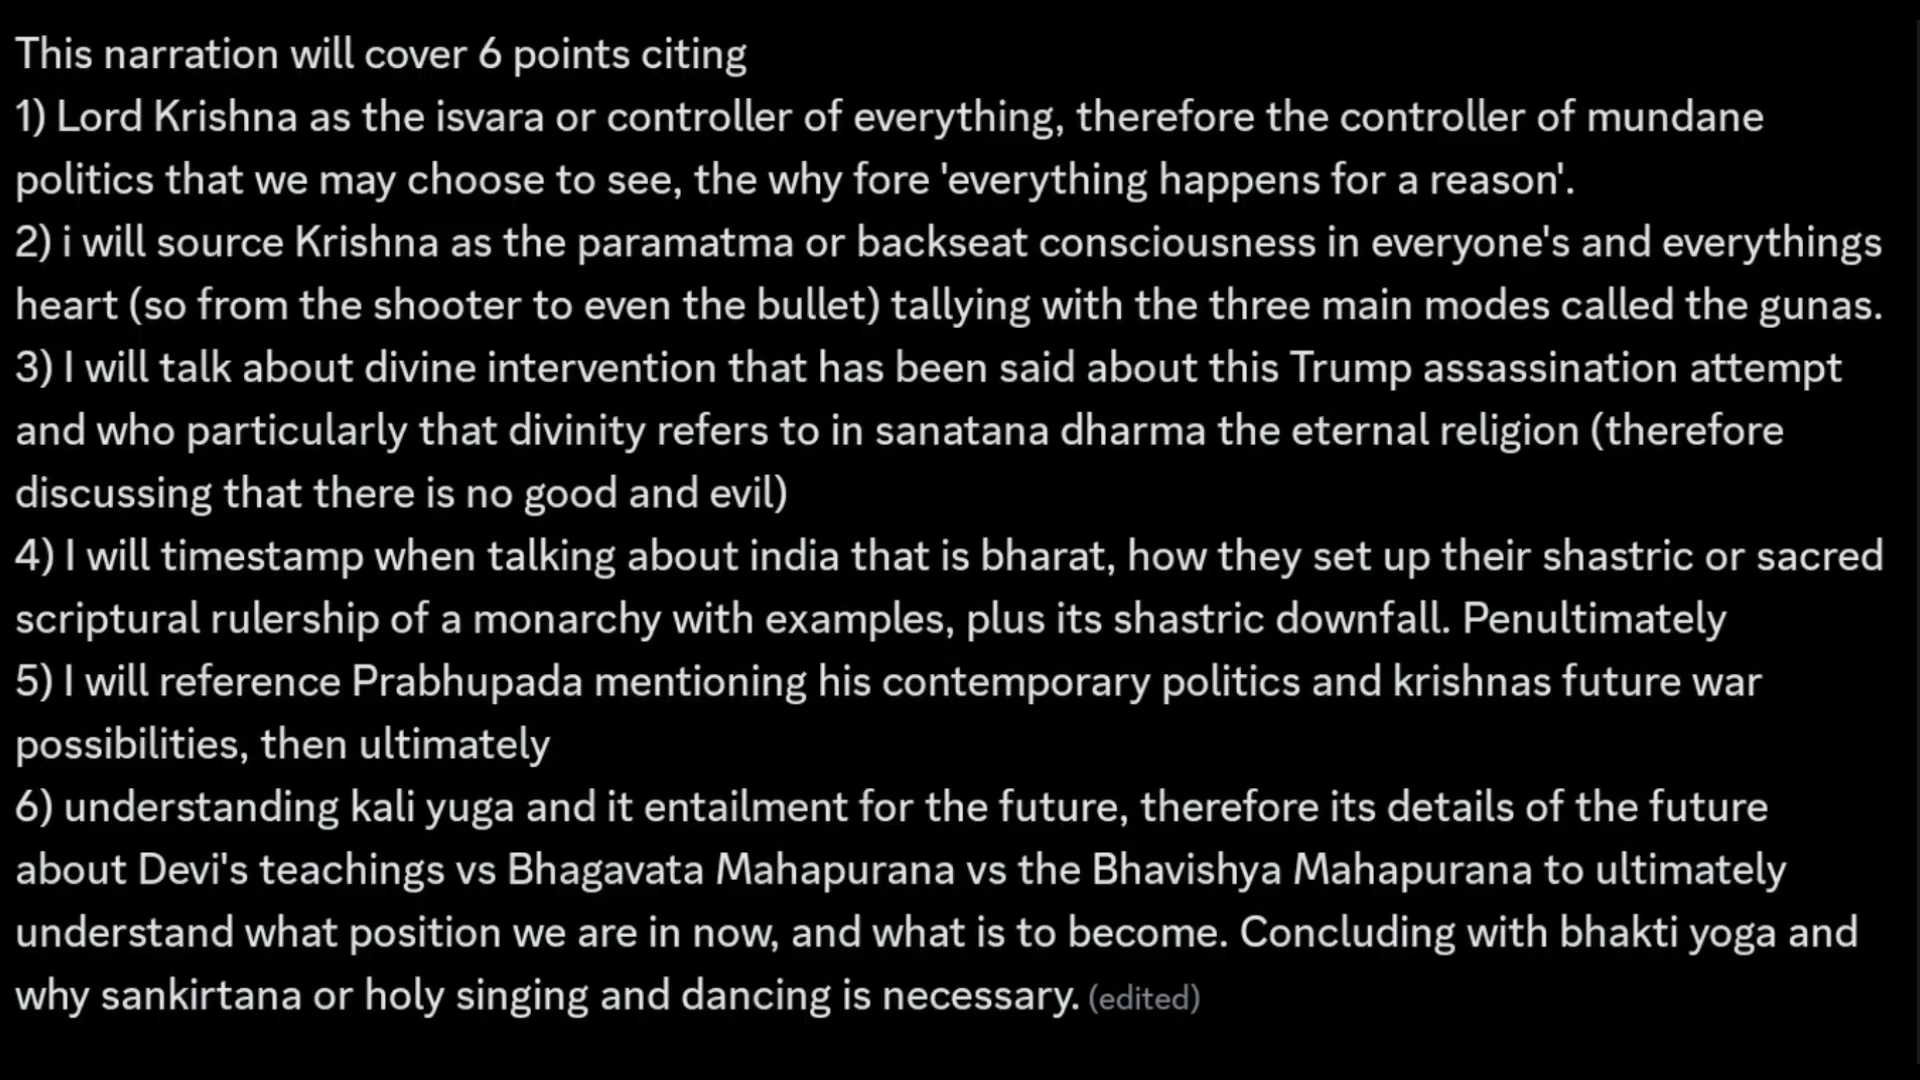 This narration will cover 6 points citing
1) Lord Krishna as the isvara or controller of everything, therefore the controller of mundane
politics that we may choose to see, the why fore 'everything happens for a reason'.
2) i will source Krishna as the paramatma or backseat consciousness in everyone's and everythings
heart (so from the shooter to even the bullet) tallying with the three main modes called the gunas.
3) I will talk about divine intervention that has been said about this Trump assassination attempt
and who particularly that divinity refers to in sanatana dharma the eternal religion (therefore
discussing that there is no good and evil)
4) I will timestamp when talking about india that is bharat, how they set up their shastric or sacred
scriptural rulership of a monarchy with examples, plus its shastric downfall. Penultimately
5) I will reference Prabhupada mentioning his contemporary politics and krishnas future war
possibilities, then ultimately
6) understanding kali yuga and it entailment for the future, therefore its details of the future
about Devi's teachings vs Bhagavata Mahapurana vs the Bhavishya Mahapurana to ultimately
understand what position we are in now, and what is to become. Concluding with bhakti yoga and
why sankirtana or holy singing and dancing is necessary. (edited)